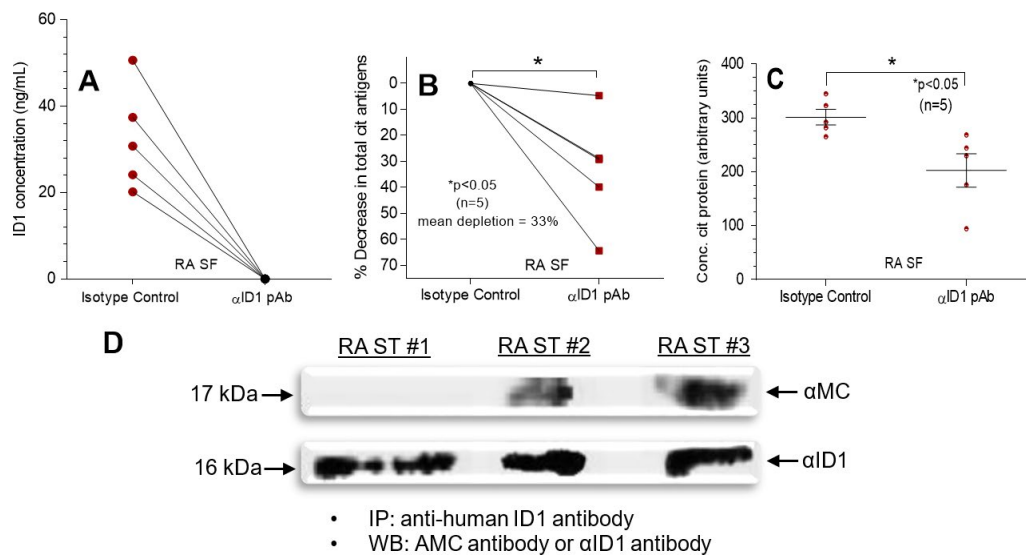 A
ID1 concentration (ng/mL)
60
40
20
0
RA SF
Isotype Control
αID1 pAb
B
% Decrease in total cit antigens
0
10
20
30
40
50
60
70
*
*p<0.05
(n=5)
mean depletion = 33%
RA SF
Isotype Control
αID1 pAb
C
Conc. cit protein (arbitrary units)
400
300
200
100
0
*
*p<0.05
(n=5)
RA SF
Isotype Control
αID1 pAb
D
RA ST #1
RA ST #2
RA ST #3
17 kDa
αMC
16 kDa
αID1
• IP: anti-human ID1 antibody
• WB: AMC antibody or αID1 antibody